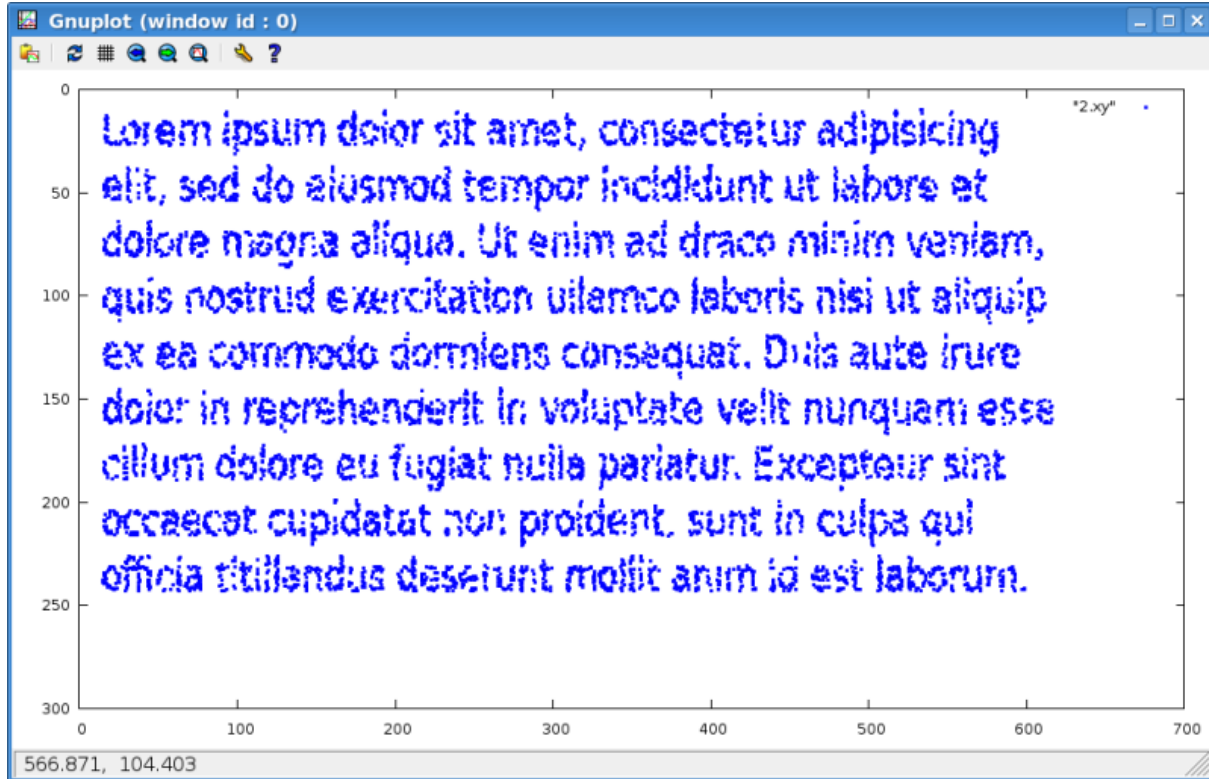 Gnuplot (window id : 0)
0
"2.xy"
Lorem ipsum dolor sit amet, consectetur adipisicing
elit, sed do eiusmod tempor incididunt ut labore et
50
dolore magna aliqua. Ut enim ad draco minim veniam,
100
quis nostrud exercitation ullamco laboris nisi ut aliquip
ex ea commodo dormiens consequat. Duis aute irure
150
dolor in reprehenderit in voluptate velit nunquam esse
cillum dolore eu fugiat nulla pariatur. Excepteur sint
200
occaecat cupidatat non proident, sunt in culpa qui
officia titillandus deserunt mollit anim id est laborum.
250
300
0 100 200 300 400 500 600 700
566.871, 104.403